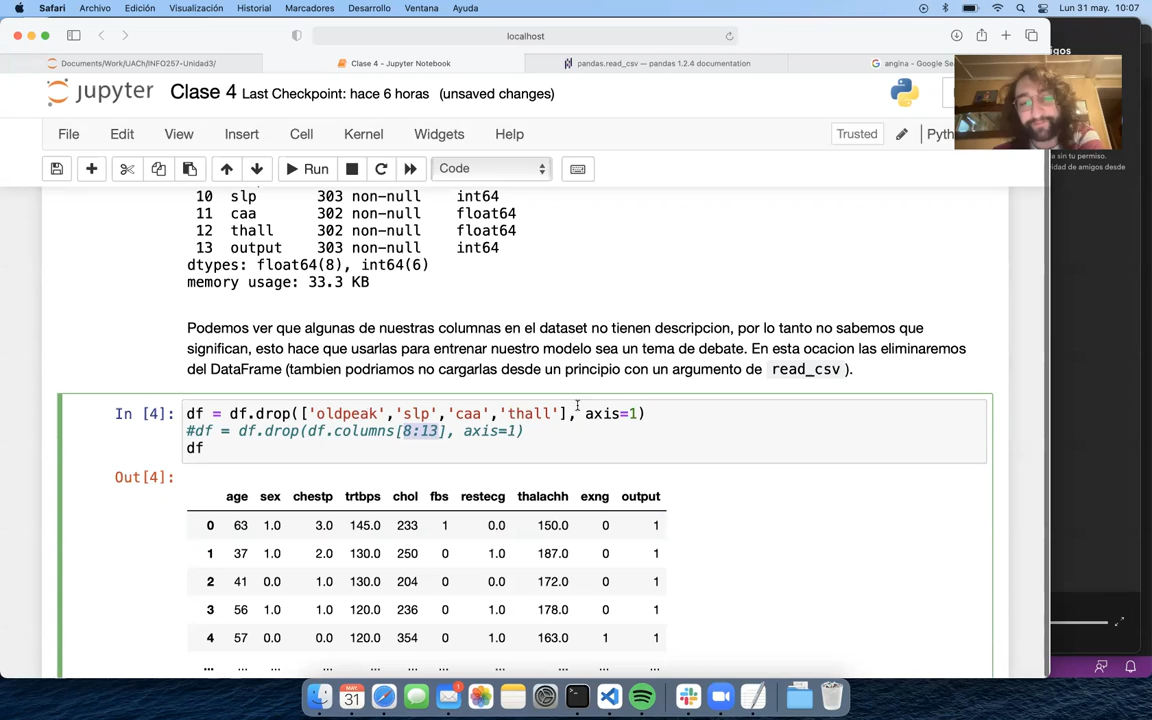 Safari Archivo Edición Visualización Historial Marcadores Desarrollo Ventana Ayuda Lun 31 may. 10:07
localhost
Documents/Work/UACh/INFO257-Unidad3/ Clase 4 - Jupyter Notebook pandas.read_csv — pandas 1.2.4 documentation angina - Google Se
jupyter Clase 4 Last Checkpoint: hace 6 horas (unsaved changes)
File Edit View Insert Cell Kernel Widgets Help Trusted Pyth
Run Code
10 slp 303 non-null int64
11 caa 302 non-null float64
12 thall 302 non-null float64
13 output 303 non-null int64
dtypes: float64(8), int64(6)
memory usage: 33.3 KB
Podemos ver que algunas de nuestras columnas en el dataset no tienen descripcion, por lo tanto no sabemos que
significan, esto hace que usarlas para entrenar nuestro modelo sea un tema de debate. En esta ocacion las eliminaremos
del DataFrame (tambien podriamos no cargarlas desde un principio con un argumento de read_csv).
In [4]: df = df.drop(['oldpeak','slp','caa','thall'], axis=1)
#df = df.drop(df.columns[8:13], axis=1)
df
Out[4]:
age sex chestp trtbps chol fbs restecg thalachh exng output
0 63 1.0 3.0 145.0 233 1 0.0 150.0 0 1
1 37 1.0 2.0 130.0 250 0 1.0 187.0 0 1
2 41 0.0 1.0 130.0 204 0 0.0 172.0 0 1
3 56 1.0 1.0 120.0 236 0 1.0 178.0 0 1
4 57 0.0 0.0 120.0 354 0 1.0 163.0 1 1
... ... ... ... ... ... ... ... ... ... ...
sa sin tu permiso.
vidad de amigos desde
MAY.
31
1